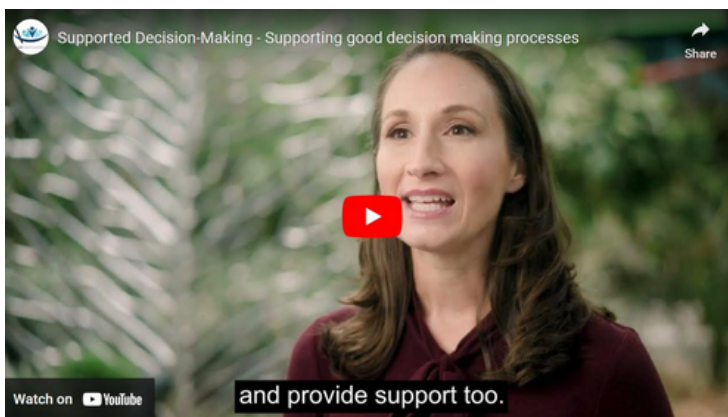 Supported Decision-Making - Supporting good decision making processes
Share
and provide support too.
Watch on YouTube